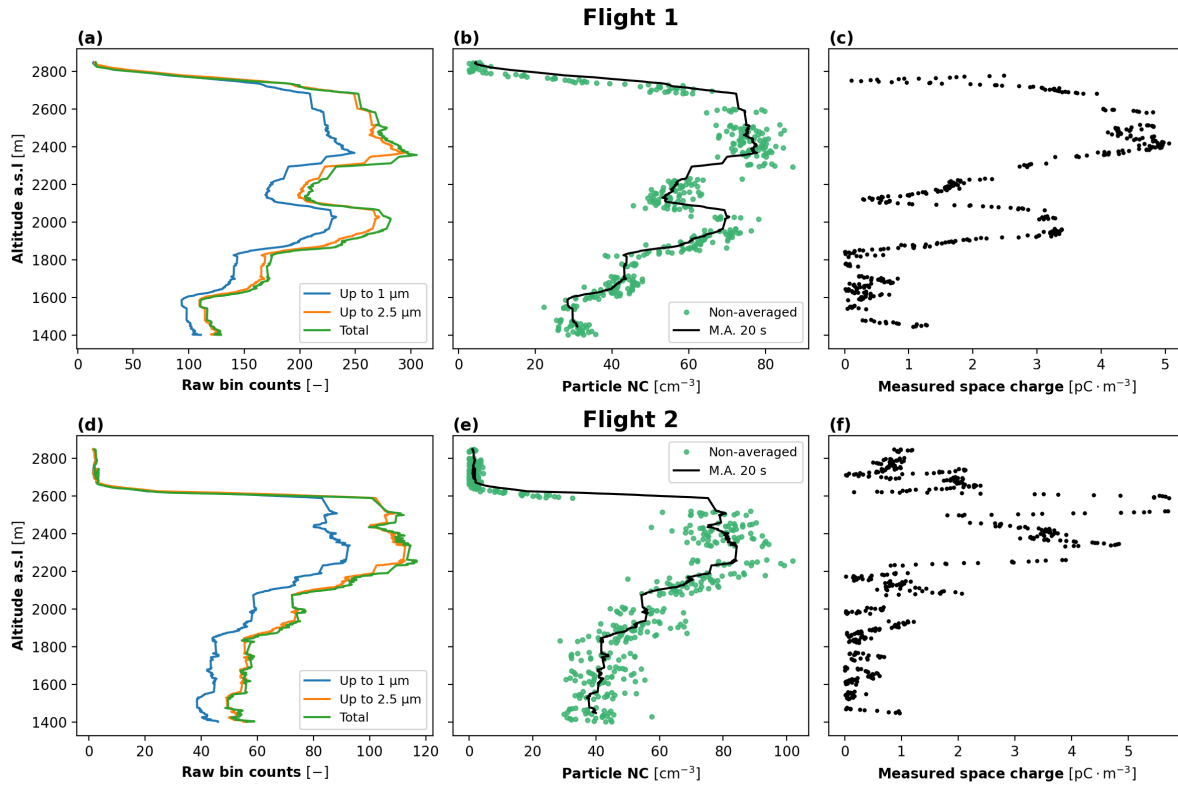 Flight 1
(a) (b) (c)
2800
2600
2400
2200
2000
1800
1600
1400
Altitude a.s.l [m]
Up to 1 µm
Up to 2.5 µm
Total
0 50 100 150 200 250 300
Raw bin counts [−]
Non-averaged
M.A. 20 s
0 20 40 60 80
Particle NC [cm⁻³]
0 1 2 3 4 5
Measured space charge [pC · m⁻³]
Flight 2
(d) (e) (f)
2800
2600
2400
2200
2000
1800
1600
1400
Altitude a.s.l [m]
Up to 1 µm
Up to 2.5 µm
Total
0 20 40 60 80 100 120
Raw bin counts [−]
Non-averaged
M.A. 20 s
0 20 40 60 80 100
Particle NC [cm⁻³]
0 1 2 3 4 5
Measured space charge [pC · m⁻³]